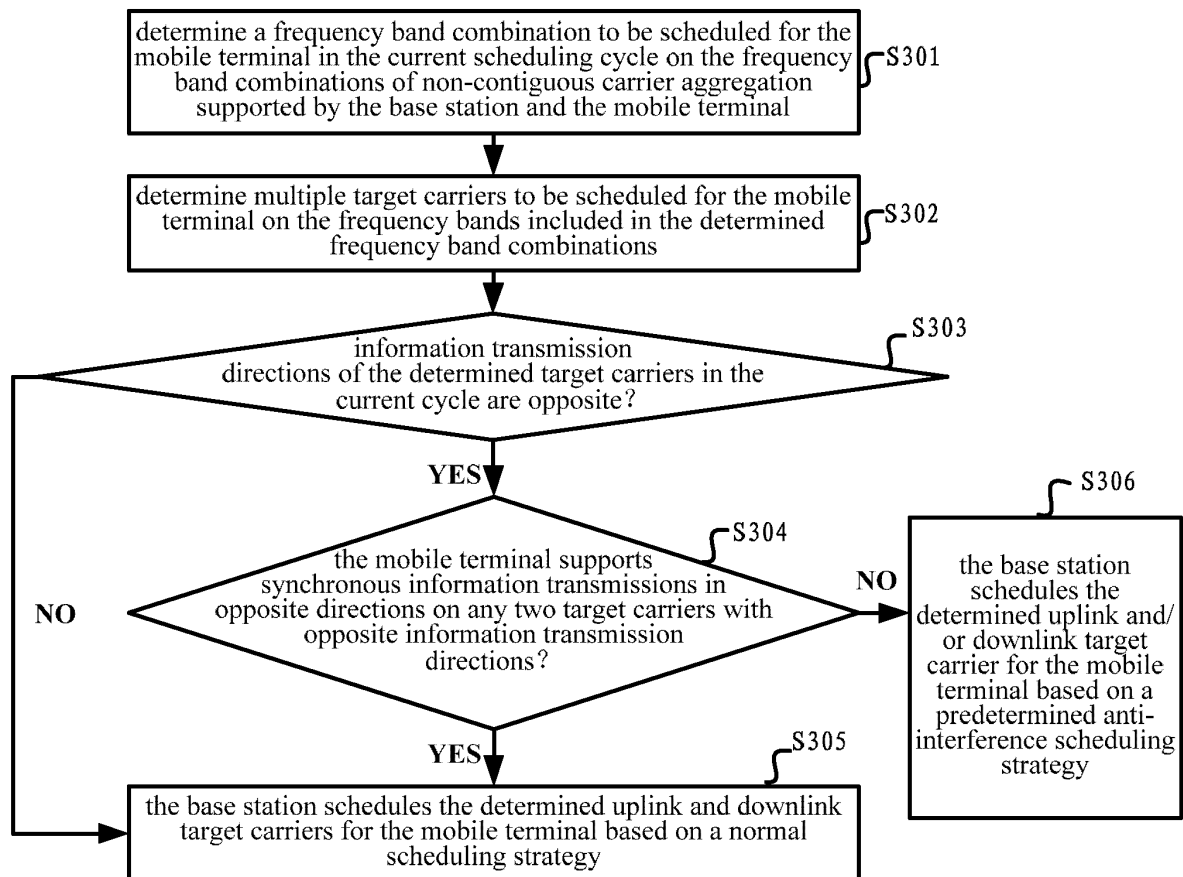 determine a frequency band combination to be scheduled for the
mobile terminal in the current scheduling cycle on the frequency
band combinations of non-contiguous carrier aggregation
supported by the base station and the mobile terminal
S301
determine multiple target carriers to be scheduled for the mobile
terminal on the frequency bands included in the determined
frequency band combinations
S302
information transmission
directions of the determined target carriers in the
current cycle are opposite?
S303
YES
NO
the mobile terminal supports
synchronous information transmissions in
opposite directions on any two target carriers with
opposite information transmission
directions?
S304
NO
S306
the base station
schedules the
determined uplink and/
or downlink target
carrier for the mobile
terminal based on a
predetermined anti-
interference scheduling
strategy
YES
S305
the base station schedules the determined uplink and downlink
target carriers for the mobile terminal based on a normal
scheduling strategy